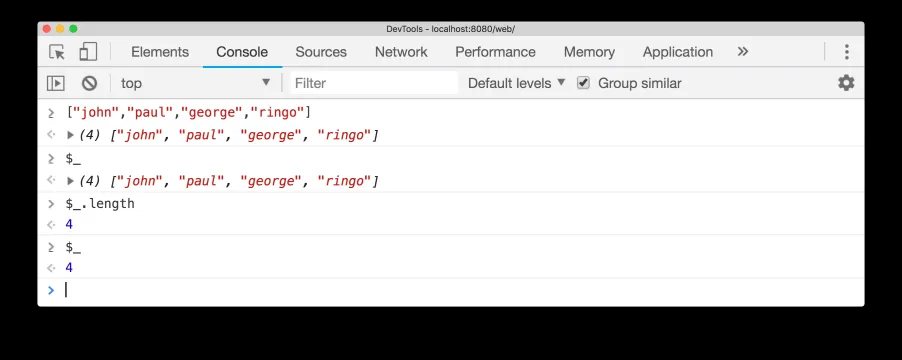 DevTools - localhost:8080/web/
Elements Console Sources Network Performance Memory Application »
top Filter Default levels Group similar
> ["john","paul","george","ringo"]
(4) ["john", "paul", "george", "ringo"]
> $_
(4) ["john", "paul", "george", "ringo"]
> $_.length
4
> $_
4
>